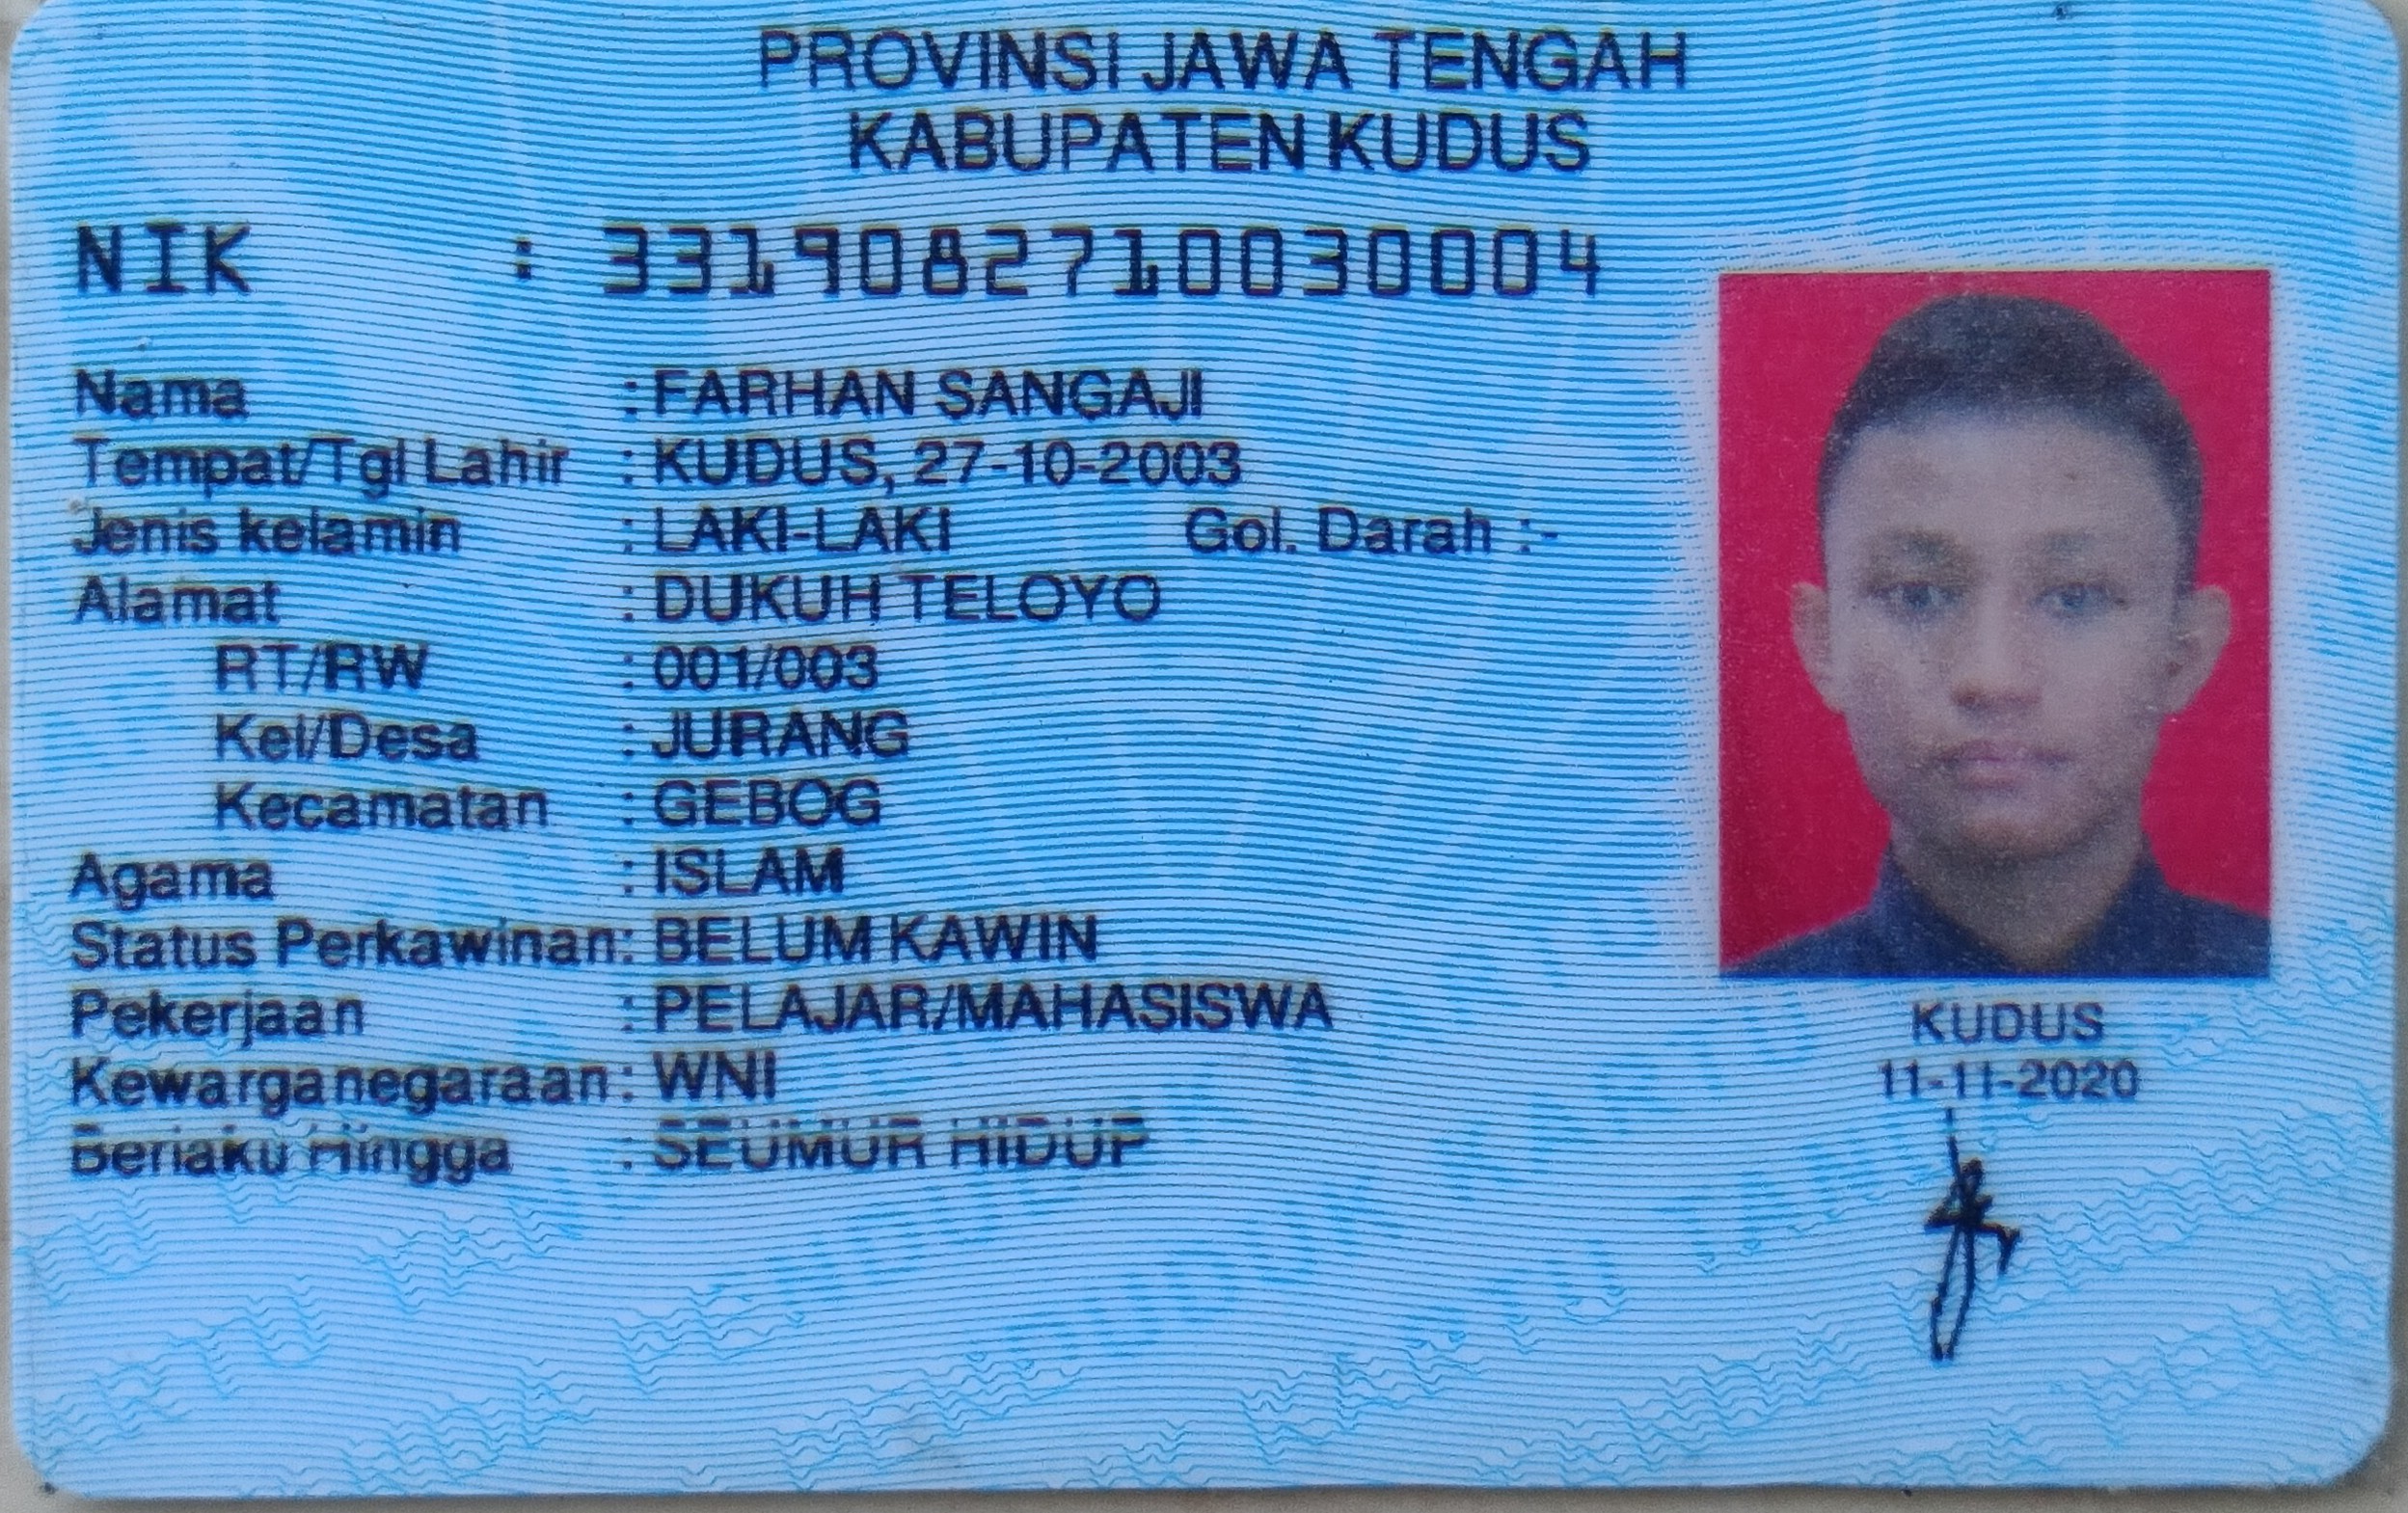 PROVINSI JAWA TENGAH
KABUPATEN KUDUS
NIK : 3319082710030004
Nama : FARHAN SANGAJI
Tempat/Tgl Lahir : KUDUS, 27-10-2003
Jenis kelamin : LAKI-LAKI Gol. Darah :-
Alamat : DUKUH TELOYO
RT/RW : 001/003
Kel/Desa : JURANG
Kecamatan : GEBOG
Agama : ISLAM
Status Perkawinan: BELUM KAWIN
Pekerjaan : PELAJAR/MAHASISWA
Kewarganegaraan: WNI
Berlaku Hingga : SEUMUR HIDUP
KUDUS
11-11-2020